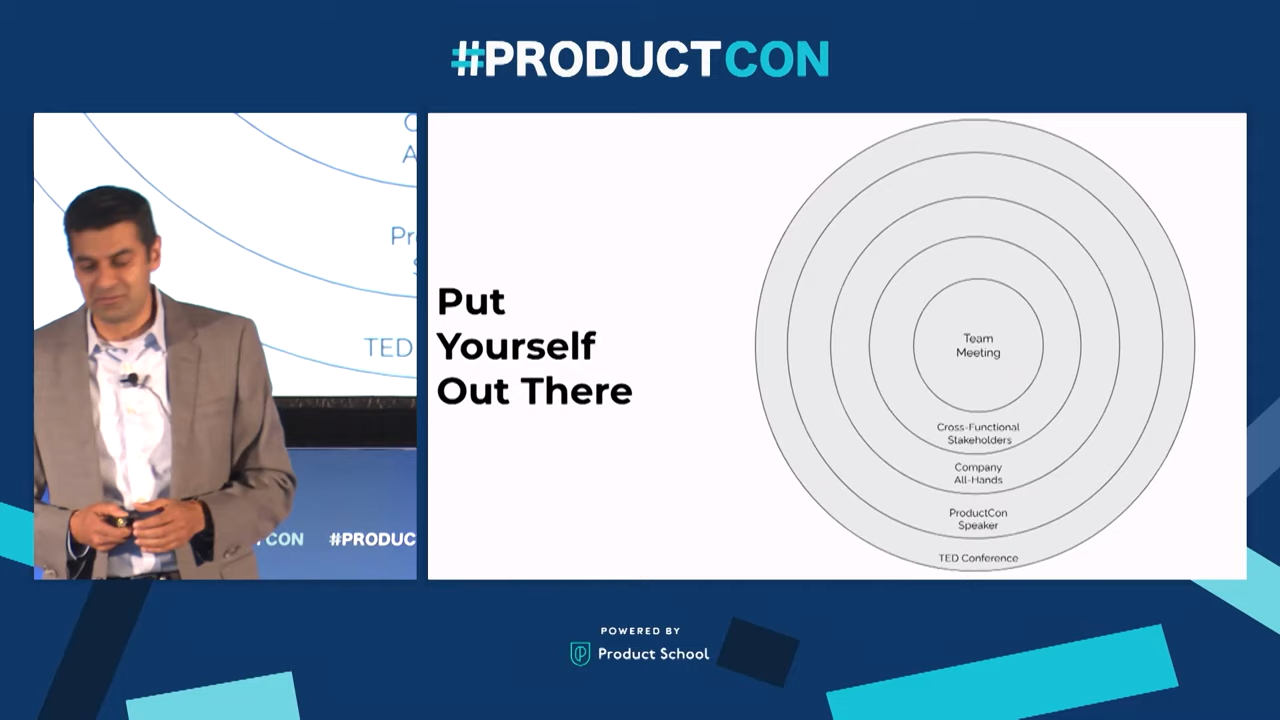 #PRODUCTCON
TED
CON #PRODUC
Put
Yourself
Out There
Team
Meeting
Cross-Functional
Stakeholders
Company
All-Hands
ProductCon
Speaker
TED Conference
POWERED BY
Product School